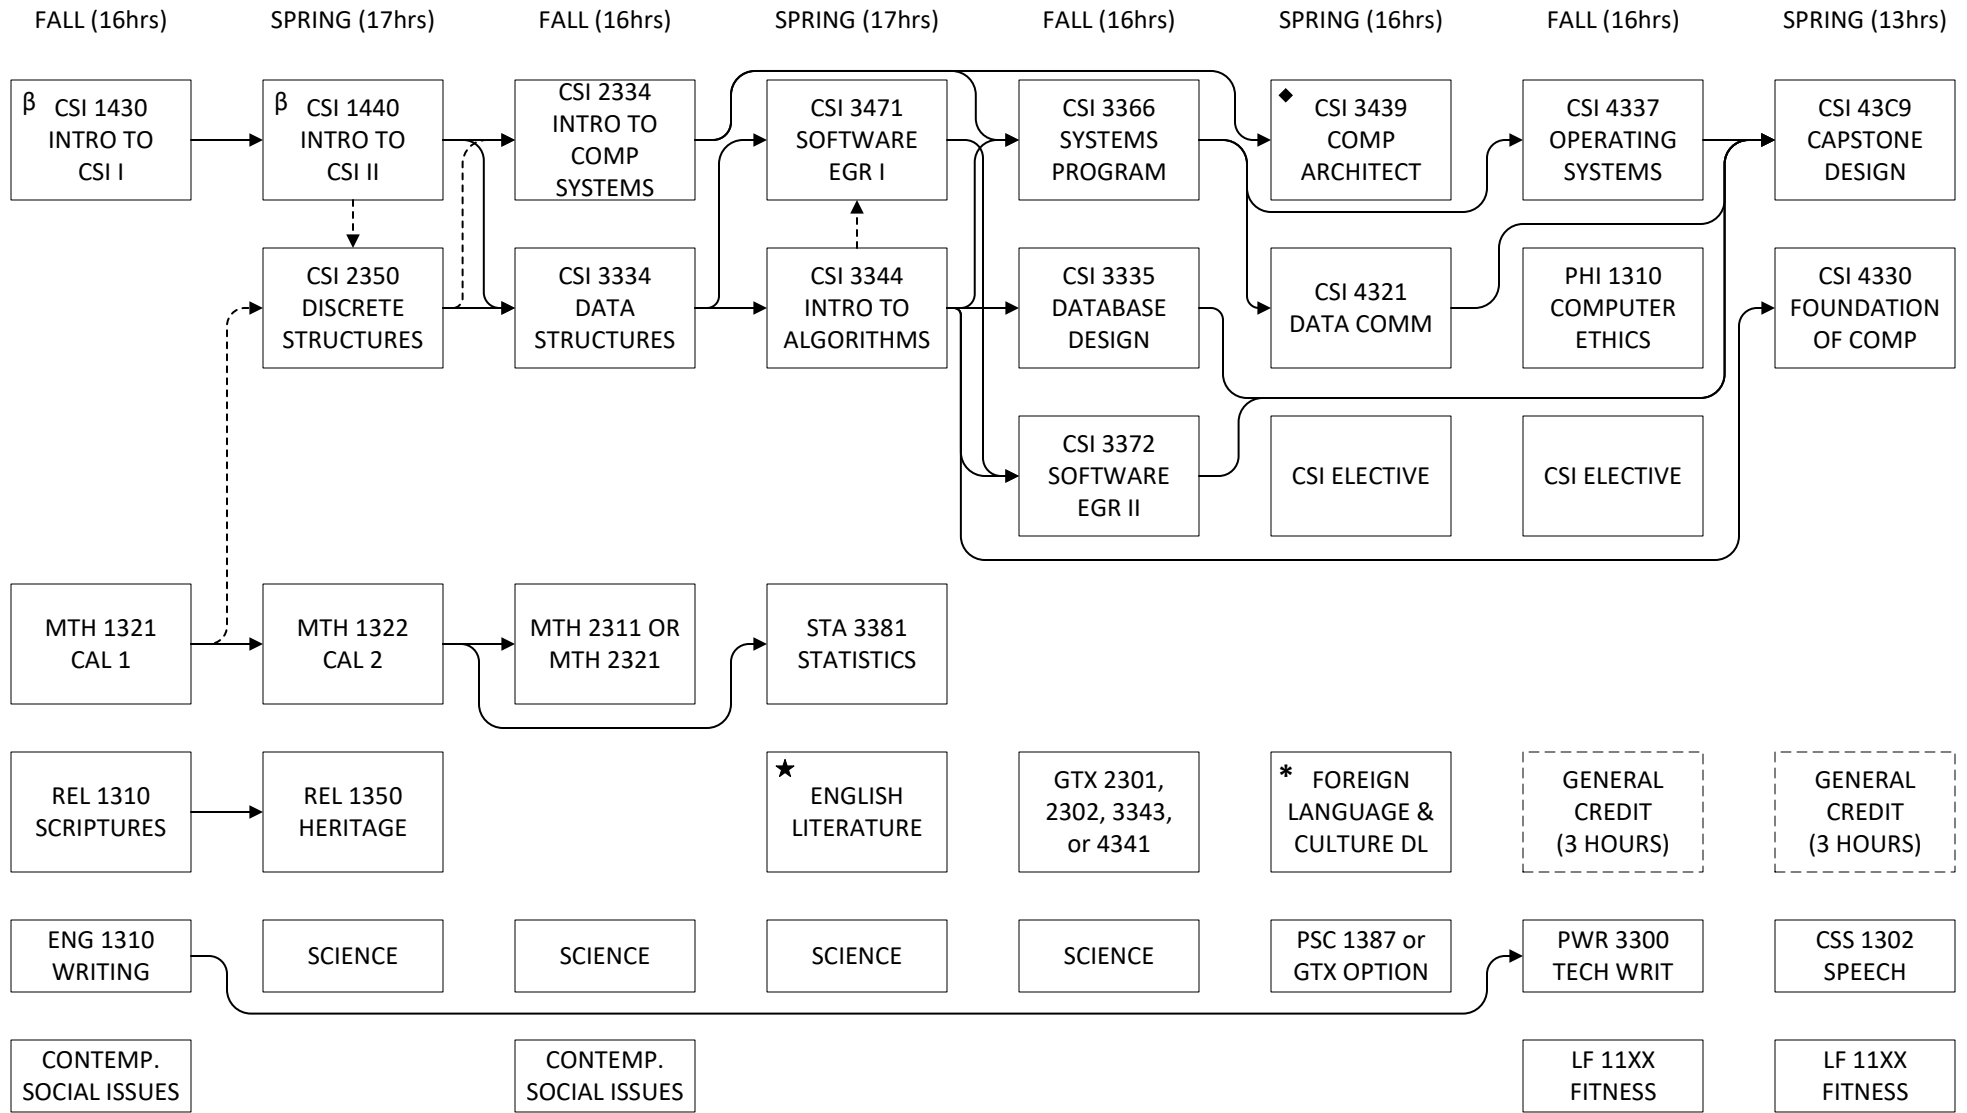 FALL (16hrs)
SPRING (17hrs)
FALL (16hrs)
SPRING (17hrs)
FALL (16hrs)
SPRING (16hrs)
FALL (16hrs)
SPRING (13hrs)
β CSI 1430
INTRO TO
CSI I
β CSI 1440
INTRO TO
CSI II
CSI 2334
INTRO TO
COMP
SYSTEMS
CSI 3471
SOFTWARE
EGR I
CSI 3366
SYSTEMS
PROGRAM
◆ CSI 3439
COMP
ARCHITECT
CSI 4337
OPERATING
SYSTEMS
CSI 43C9
CAPSTONE
DESIGN
CSI 2350
DISCRETE
STRUCTURES
CSI 3334
DATA
STRUCTURES
CSI 3344
INTRO TO
ALGORITHMS
CSI 3335
DATABASE
DESIGN
CSI 4321
DATA COMM
PHI 1310
COMPUTER
ETHICS
CSI 4330
FOUNDATION
OF COMP
CSI 3372
SOFTWARE
EGR II
CSI ELECTIVE
CSI ELECTIVE
MTH 1321
CAL 1
MTH 1322
CAL 2
MTH 2311 OR
MTH 2321
STA 3381
STATISTICS
REL 1310
SCRIPTURES
REL 1350
HERITAGE
★ ENGLISH
LITERATURE
GTX 2301,
2302, 3343,
or 4341
* FOREIGN
LANGUAGE &
CULTURE DL
GENERAL
CREDIT
(3 HOURS)
GENERAL
CREDIT
(3 HOURS)
ENG 1310
WRITING
SCIENCE
SCIENCE
SCIENCE
SCIENCE
PSC 1387 or
GTX OPTION
PWR 3300
TECH WRIT
CSS 1302
SPEECH
CONTEMP.
SOCIAL ISSUES
CONTEMP.
SOCIAL ISSUES
LF 11XX
FITNESS
LF 11XX
FITNESS